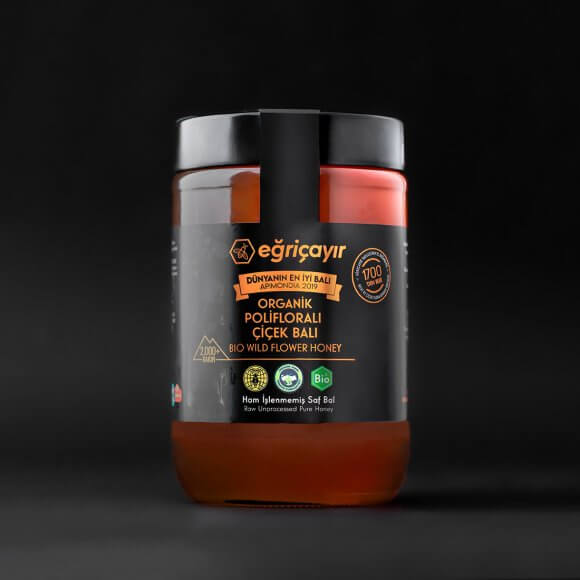 eğriçayır
DÜNYANIN EN İYİ BALI
APIMONDIA 2019
ORGANİK
POLİFLORALI
ÇİÇEK BALI
BIO WILD FLOWER HONEY
1700
2.000+
RAKIM
Bio
Ham İşlenmemiş Saf Bal
Raw Unprocessed Pure Honey